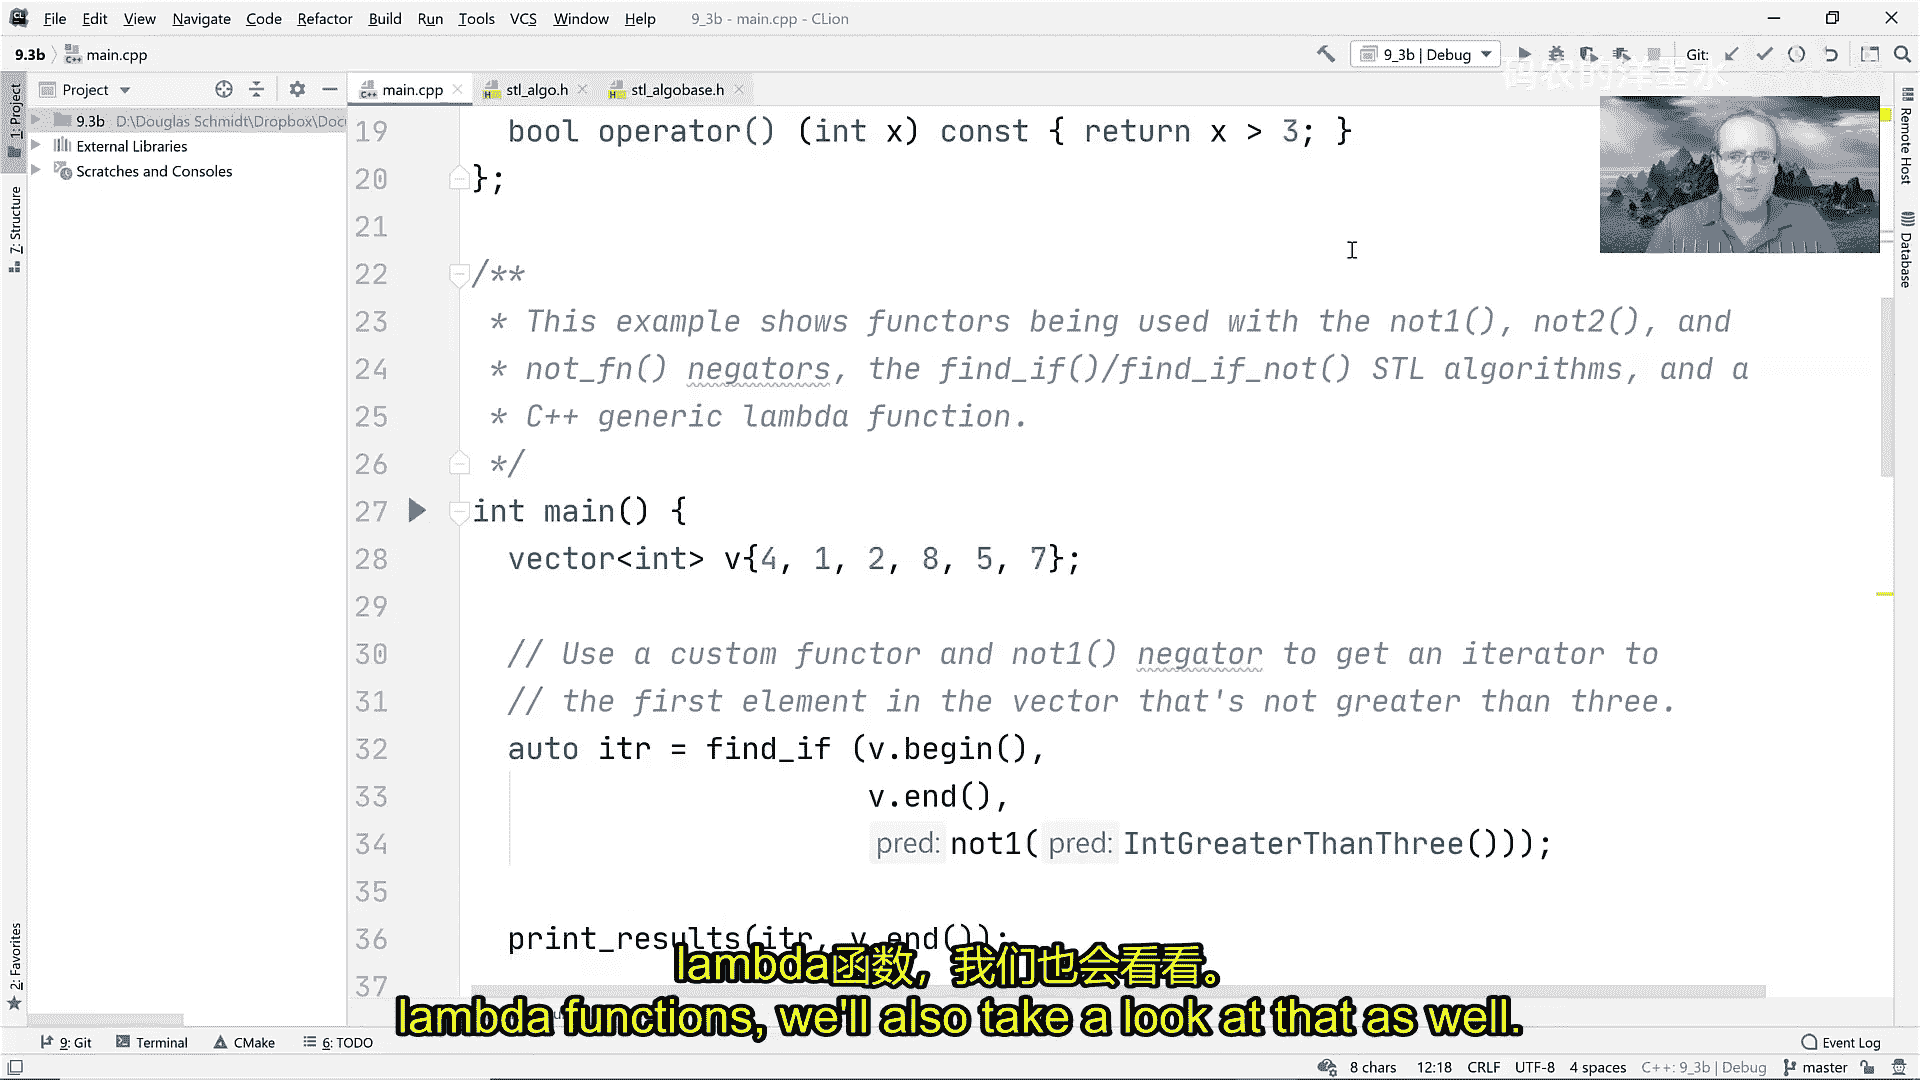 File Edit View Navigate Code Refactor Build Run Tools VCS Window Help 9_3b - main.cpp - CLion
9.3b main.cpp 9_3b | Debug Git:
码农的洋墨水
Project main.cpp stl_algo.h stl_algobase.h
1: Project
7: Structure
2: Favorites
9.3b D:\Douglas Schmidt\Dropbox\Docu
External Libraries
Scratches and Consoles
Remote Host
Database
19 bool operator() (int x) const { return x > 3; }
20 };
21
22 /**
23 * This example shows functors being used with the not1(), not2(), and
24 * not_fn() negators, the find_if()/find_if_not() STL algorithms, and a
25 * C++ generic lambda function.
26 */
27 int main() {
28 vector<int> v{4, 1, 2, 8, 5, 7};
29
30 // Use a custom functor and not1() negator to get an iterator to
31 // the first element in the vector that's not greater than three.
32 auto itr = find_if (v.begin(),
33 v.end(),
34 pred: not1( pred: IntGreaterThanThree()));
35
36 print_results(itr, v.end());
37
lambda函数，我们也会看看。
lambda functions, we'll also take a look at that as well.
9: Git Terminal CMake 6: TODO Event Log
8 chars 12:18 CRLF UTF-8 4 spaces C++: 9_3b | Debug master